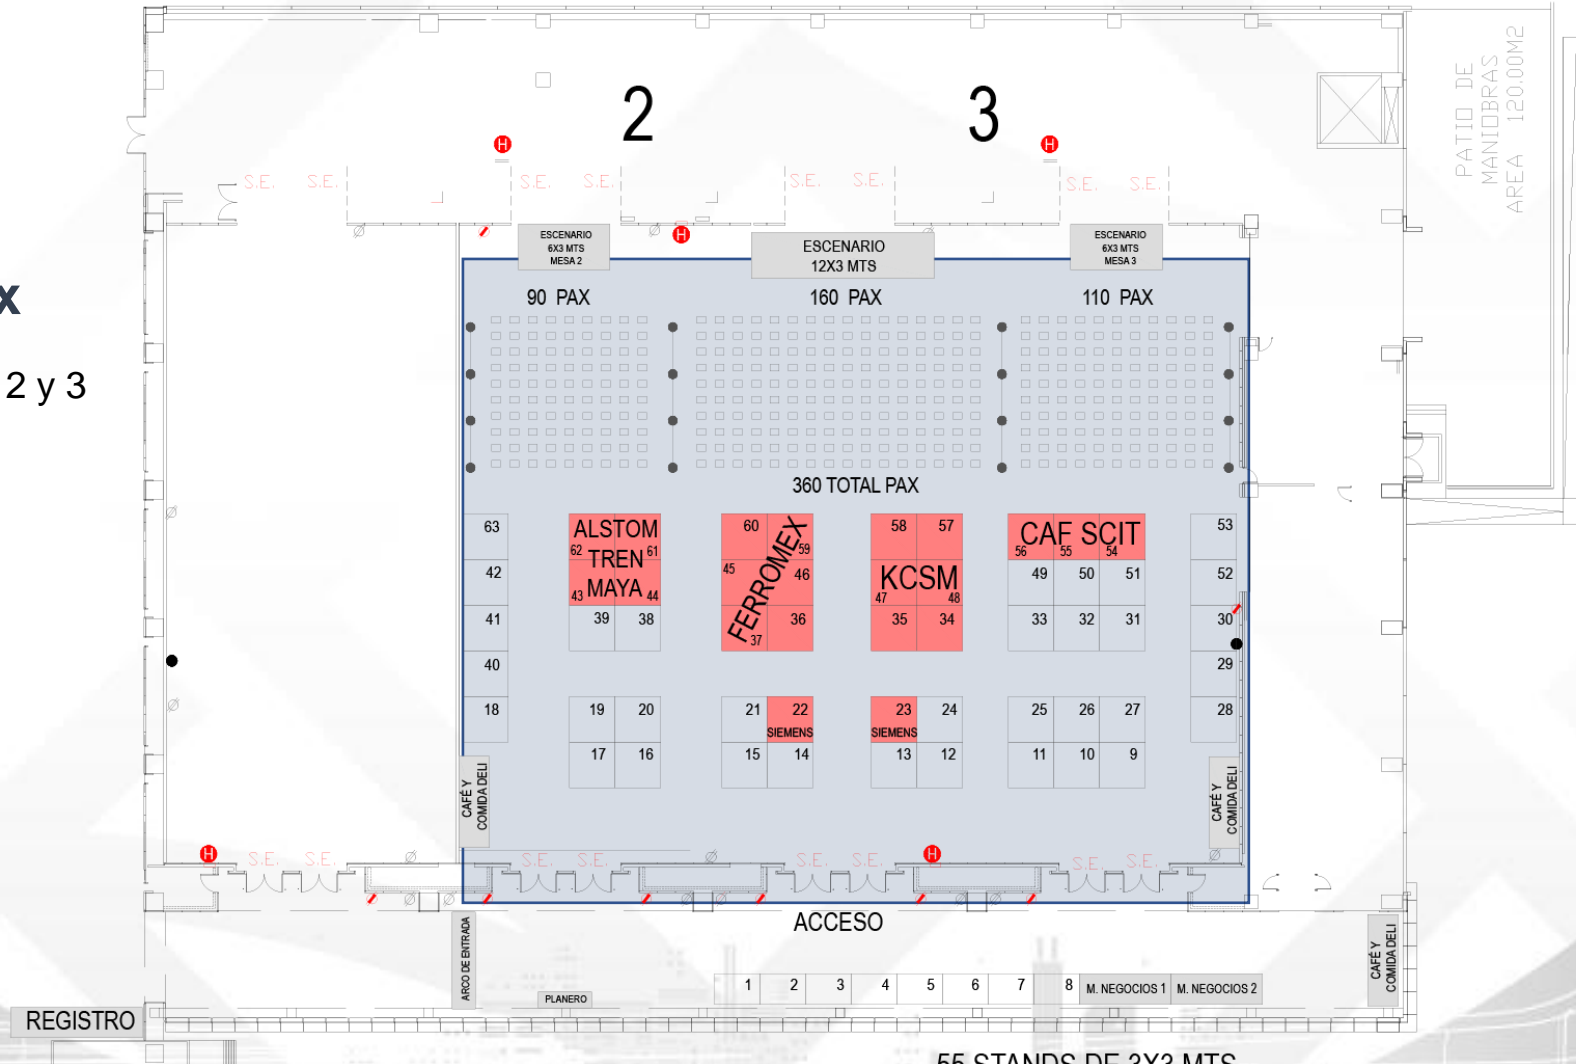 PATIO DE
MANIOBRAS
AREA 120.00M2
2
3
H
H
S.E.
S.E.
S.E.
S.E.
S.E.
S.E.
S.E.
S.E.
H
ESCENARIO
6X3 MTS
MESA 2
ESCENARIO
12X3 MTS
ESCENARIO
6X3 MTS
MESA 3
x
2 y 3
90 PAX
160 PAX
110 PAX
360 TOTAL PAX
63
42
41
40
18
ALSTOM
62 TREN 61
43 MAYA 44
39 38
60
59
45
46
FERROMEX
37
36
58 57
KCSM
47 48
35 34
CAF SCIT
56 55 54
49 50 51
33 32 31
53
52
30
29
28
19 20
17 16
21 22
SIEMENS
15 14
23 24
SIEMENS
13 12
25 26 27
11 10 9
CAFÉ Y
COMIDA DELI
CAFÉ Y
COMIDA DELI
H
S.E.
S.E.
S.E.
S.E.
S.E.
S.E.
H
S.E.
S.E.
ACCESO
ARCO DE ENTRADA
PLANERO
1 2 3 4 5 6 7 8 M. NEGOCIOS 1 M. NEGOCIOS 2
CAFÉ Y
COMIDA DELI
REGISTRO
55 STANDS DE 3X3 MTS